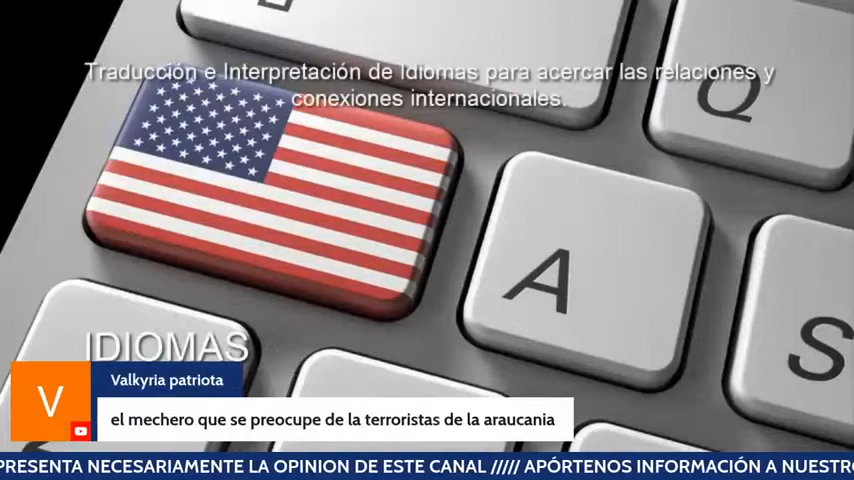 Traducción e Interpretación de Idiomas para acercar las relaciones y
conexiones internacionales.
Q
A
S
IDIOMAS
V
Valkyria patriota
el mechero que se preocupe de la terroristas de la araucania
PRESENTA NECESARIAMENTE LA OPINION DE ESTE CANAL ///// APÓRTENOS INFORMACIÓN A NUESTRO